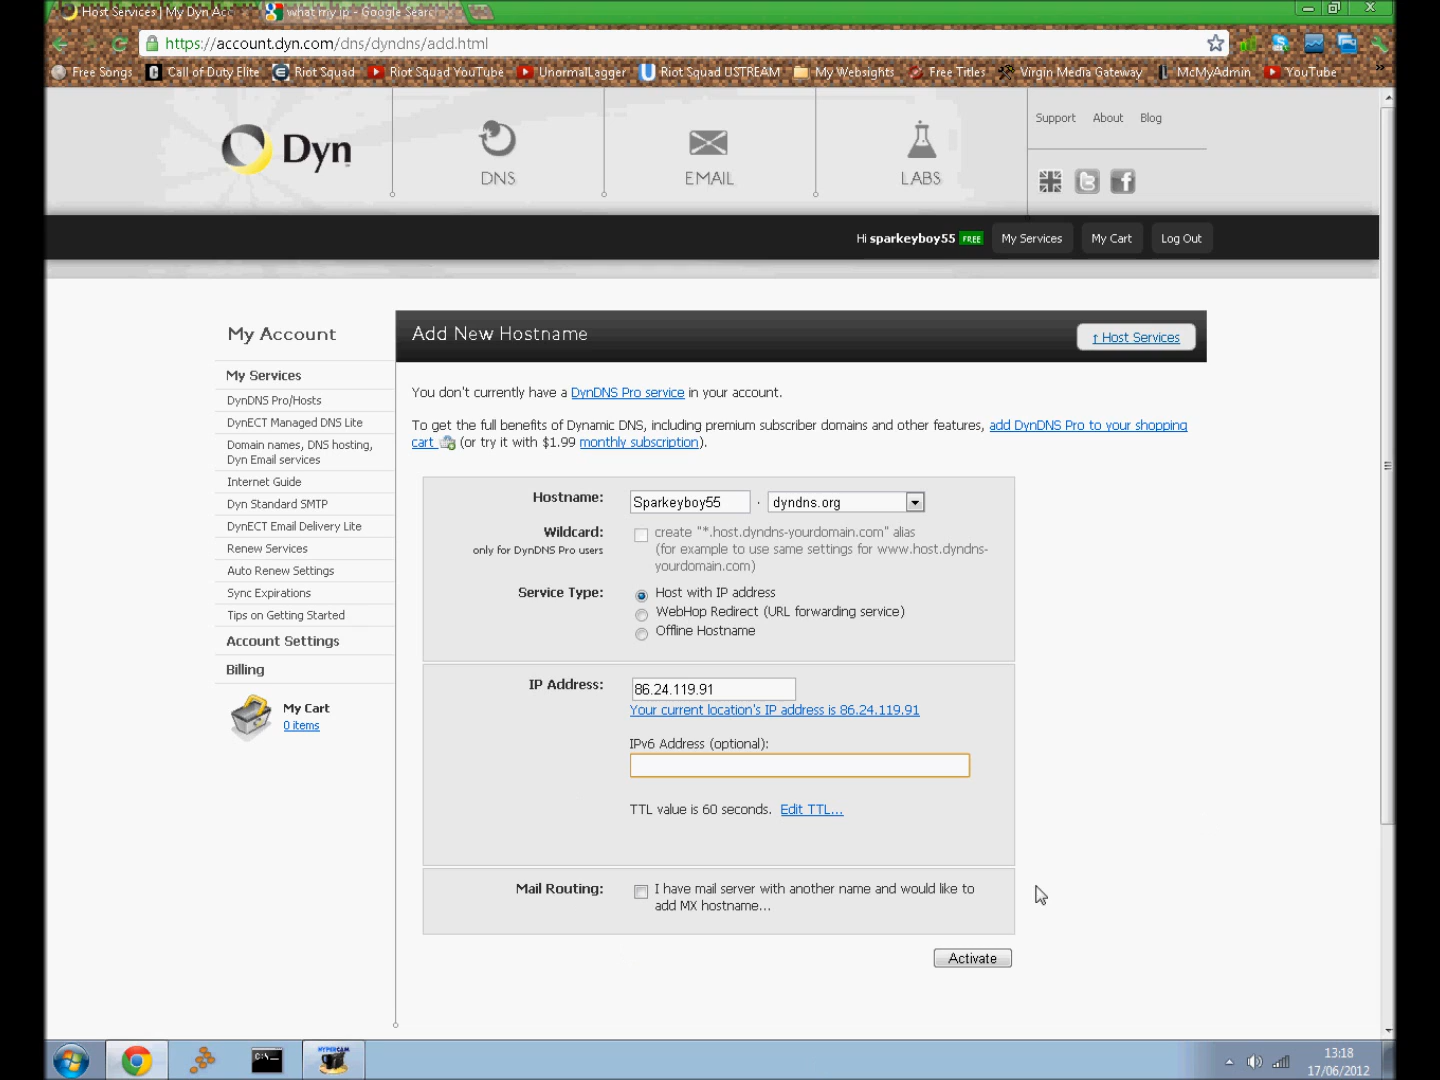 Host Services | My Dyn Acc
what my ip - Google Searc
https://account.dyn.com/dns/dyndns/add.html
Free Songs
Call of Duty Elite
Riot Squad
Riot Squad YouTube
UnormalLagger
Riot Squad USTREAM
My Websights
Free Titles
Virgin Media Gateway
McMyAdmin
YouTube
»
Dyn
DNS
EMAIL
LABS
Support
About
Blog
Hi sparkeyboy55 FREE
My Services
My Cart
Log Out
My Account
My Services
DynDNS Pro/Hosts
DynECT Managed DNS Lite
Domain names, DNS hosting,
Dyn Email services
Internet Guide
Dyn Standard SMTP
DynECT Email Delivery Lite
Renew Services
Auto Renew Settings
Sync Expirations
Tips on Getting Started
Account Settings
Billing
My Cart
0 items
Add New Hostname
↑ Host Services
You don't currently have a DynDNS Pro service in your account.
To get the full benefits of Dynamic DNS, including premium subscriber domains and other features, add DynDNS Pro to your shopping
cart (or try it with $1.99 monthly subscription).
Hostname: Sparkeyboy55 . dyndns.org
Wildcard: create "*.host.dyndns-yourdomain.com" alias
only for DynDNS Pro users (for example to use same settings for www.host.dyndns-
yourdomain.com)
Service Type: Host with IP address
WebHop Redirect (URL forwarding service)
Offline Hostname
IP Address: 86.24.119.91
Your current location's IP address is 86.24.119.91
IPv6 Address (optional):
TTL value is 60 seconds. Edit TTL...
Mail Routing: I have mail server with another name and would like to
add MX hostname...
Activate
C:\_
HYPERCAM
13:18
17/06/2012